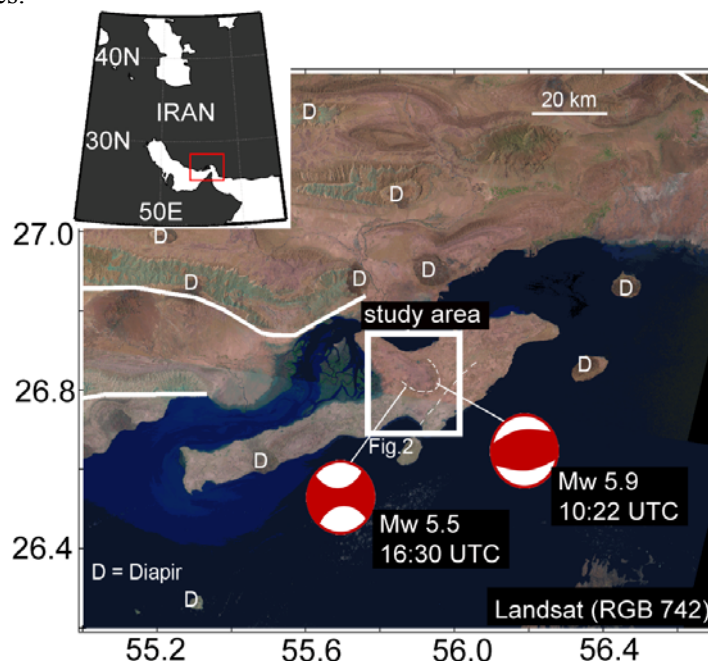 es.
40N
IRAN
30N
50E
20 km
D
D
D
D
D
D
D
D
D
D
27.0
26.8
26.4
study area
Fig.2
Mw 5.9
10:22 UTC
Mw 5.5
16:30 UTC
D = Diapir
Landsat (RGB 742)
55.2
55.6
56.0
56.4